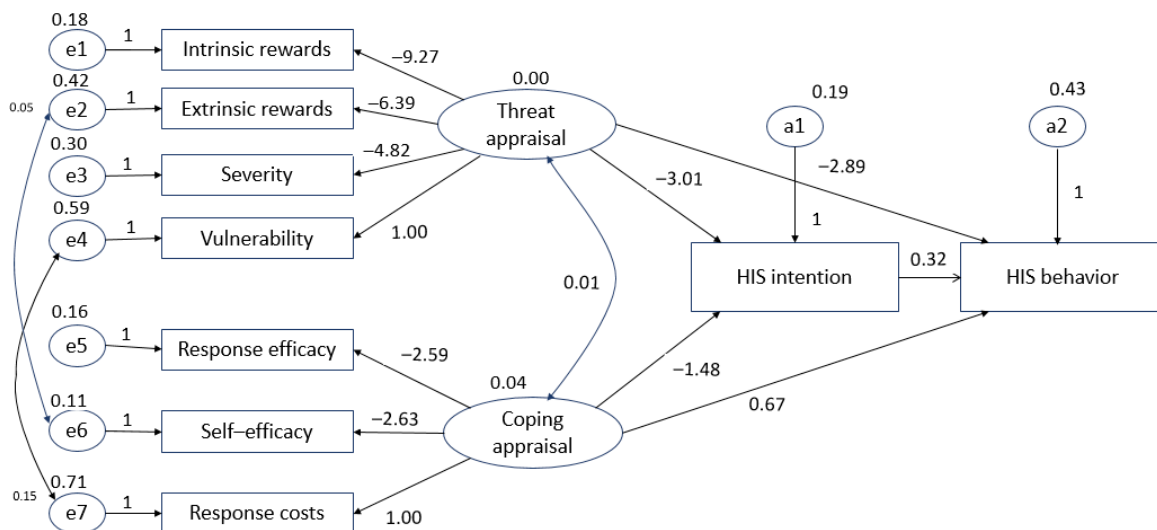 0.18
e1
1
Intrinsic rewards
–9.27
0.42
0.05
e2
1
Extrinsic rewards
–6.39
0.30
e3
1
Severity
–4.82
0.59
e4
1
Vulnerability
1.00
0.00
Threat
appraisal
0.19
a1
1
0.43
a2
1
–2.89
–3.01
0.01
HIS intention
0.32
HIS behavior
0.16
e5
1
Response efficacy
–2.59
0.11
e6
1
Self–efficacy
–2.63
0.04
Coping
appraisal
–1.48
0.67
0.71
0.15
e7
1
Response costs
1.00